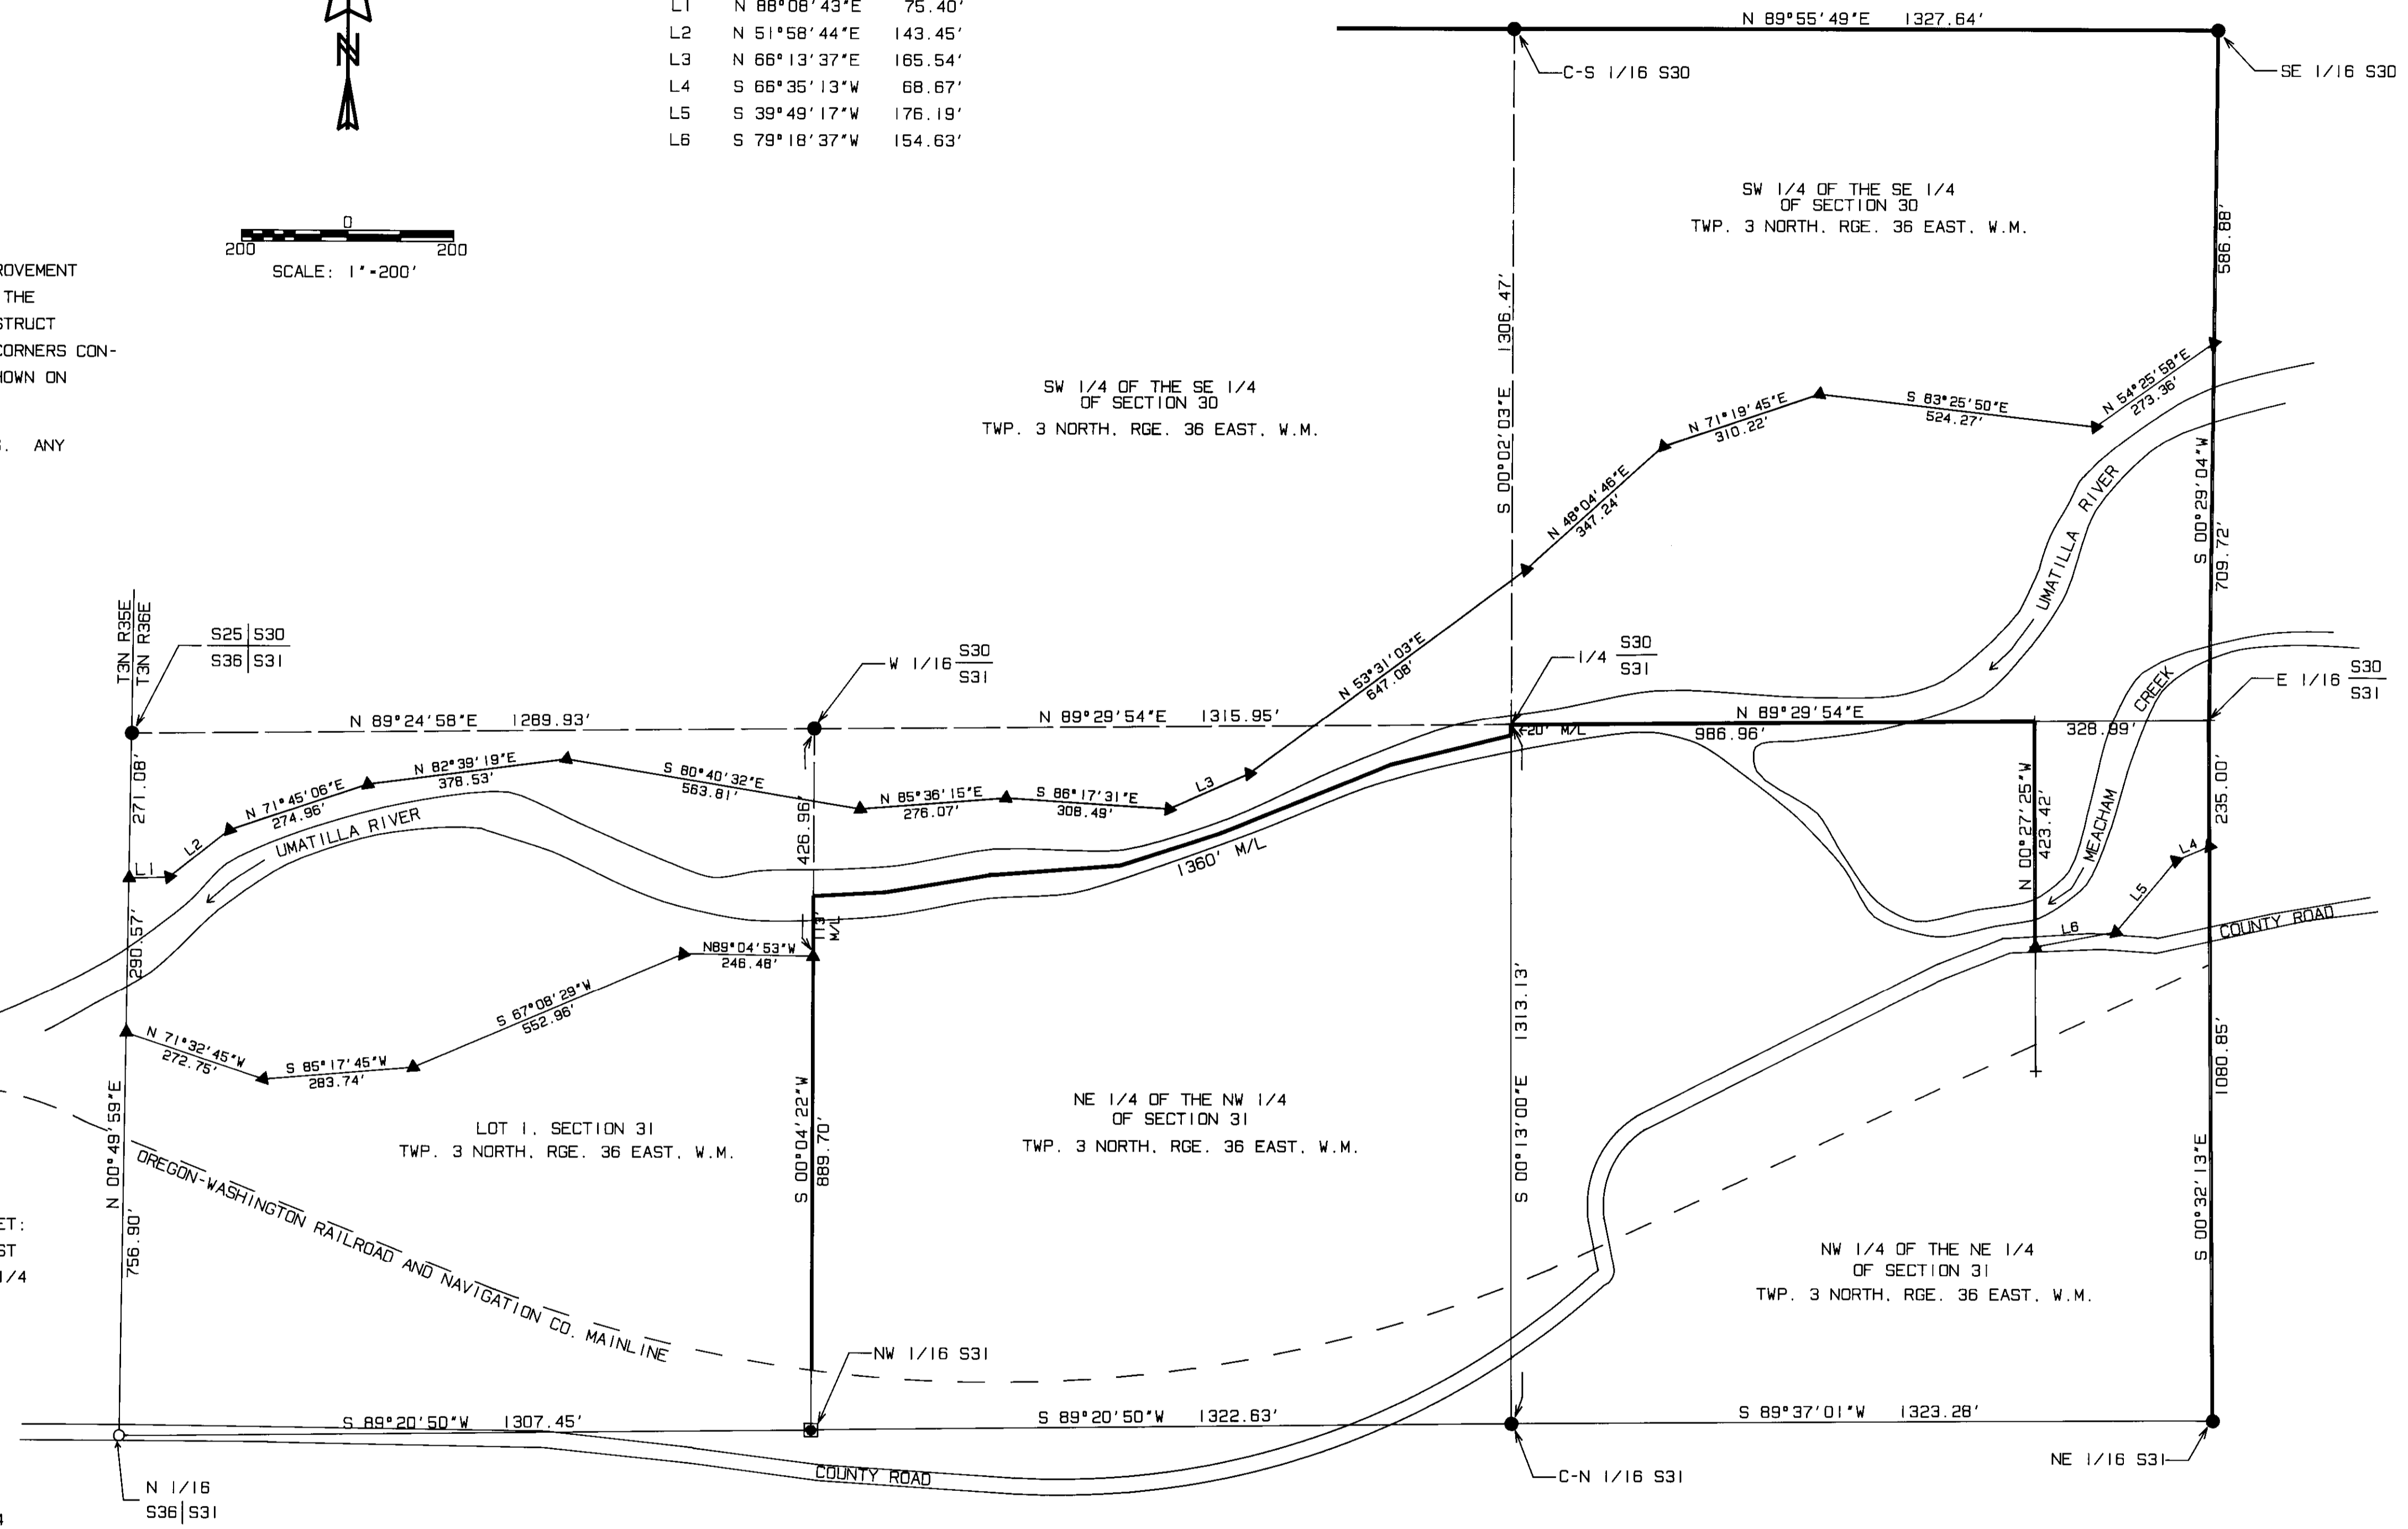 L1 N 88°08'43"E 75.40'
L2 N 51°58'44"E 143.45'
L3 N 66°13'37"E 165.54'
L4 S 66°35'13"W 68.67'
L5 S 39°49'17"W 176.19'
L6 S 79°18'37"W 154.63'
N
0
200 200
SCALE: 1"=200'
ROVEMENT
THE
STRUCT
CORNERS CON-
HOWN ON
ANY
N 89°55'49"E 1327.64'
C-S 1/16 S30
SE 1/16 S30
SW 1/4 OF THE SE 1/4
OF SECTION 30
TWP. 3 NORTH, RGE. 36 EAST, W.M.
586.88'
S 00°02'03"E 1306.47'
SW 1/4 OF THE SE 1/4
OF SECTION 30
TWP. 3 NORTH, RGE. 36 EAST, W.M.
N 54°25'58"E
273.36'
S 83°25'50"E
524.27'
N 71°19'45"E
310.22'
N 48°04'46"E
347.24'
N 53°31'03"E
647.08'
UMATILLA RIVER
S 00°29'04"W
709.72'
T3N R35E
T3N R36E
S25|S30
S36|S31
W 1/16 S30
S31
1/4 S30
S31
E 1/16 S30
S31
N 89°24'58"E 1289.93'
N 89°29'54"E 1315.95'
N 89°29'54"E
986.96'
20' M/L
328.99'
MEACHAM CREEK
271.08'
L1
L2
N 71°45'06"E
274.96'
N 82°39'19"E
378.53'
S 80°40'32"E
563.81'
N 85°36'15"E
276.07'
S 86°17'31"E
308.49'
L3
426.96'
UMATILLA RIVER
1360' M/L
113'
M/L
N 00°27'25"W
423.42'
235.00'
L4
L5
L6
COUNTY ROAD
290.57'
N89°04'53"W
246.48'
S 67°08'29"W
552.96'
S 85°17'45"W
283.74'
N 71°32'45"W
272.75'
N 00°49'59"E
756.90'
S 00°04'22"W
889.70'
S 00°13'00"E 1313.13'
S 00°32'13"E
1080.85'
LOT 1, SECTION 31
TWP. 3 NORTH, RGE. 36 EAST, W.M.
NE 1/4 OF THE NW 1/4
OF SECTION 31
TWP. 3 NORTH, RGE. 36 EAST, W.M.
NW 1/4 OF THE NE 1/4
OF SECTION 31
TWP. 3 NORTH, RGE. 36 EAST, W.M.
OREGON-WASHINGTON RAILROAD AND NAVIGATION CO. MAINLINE
ET:
ST
1/4
NW 1/16 S31
S 89°20'50"W 1307.45'
S 89°20'50"W 1322.63'
S 89°37'01"W 1323.28'
COUNTY ROAD
NE 1/16 S31
C-N 1/16 S31
N 1/16
S36|S31